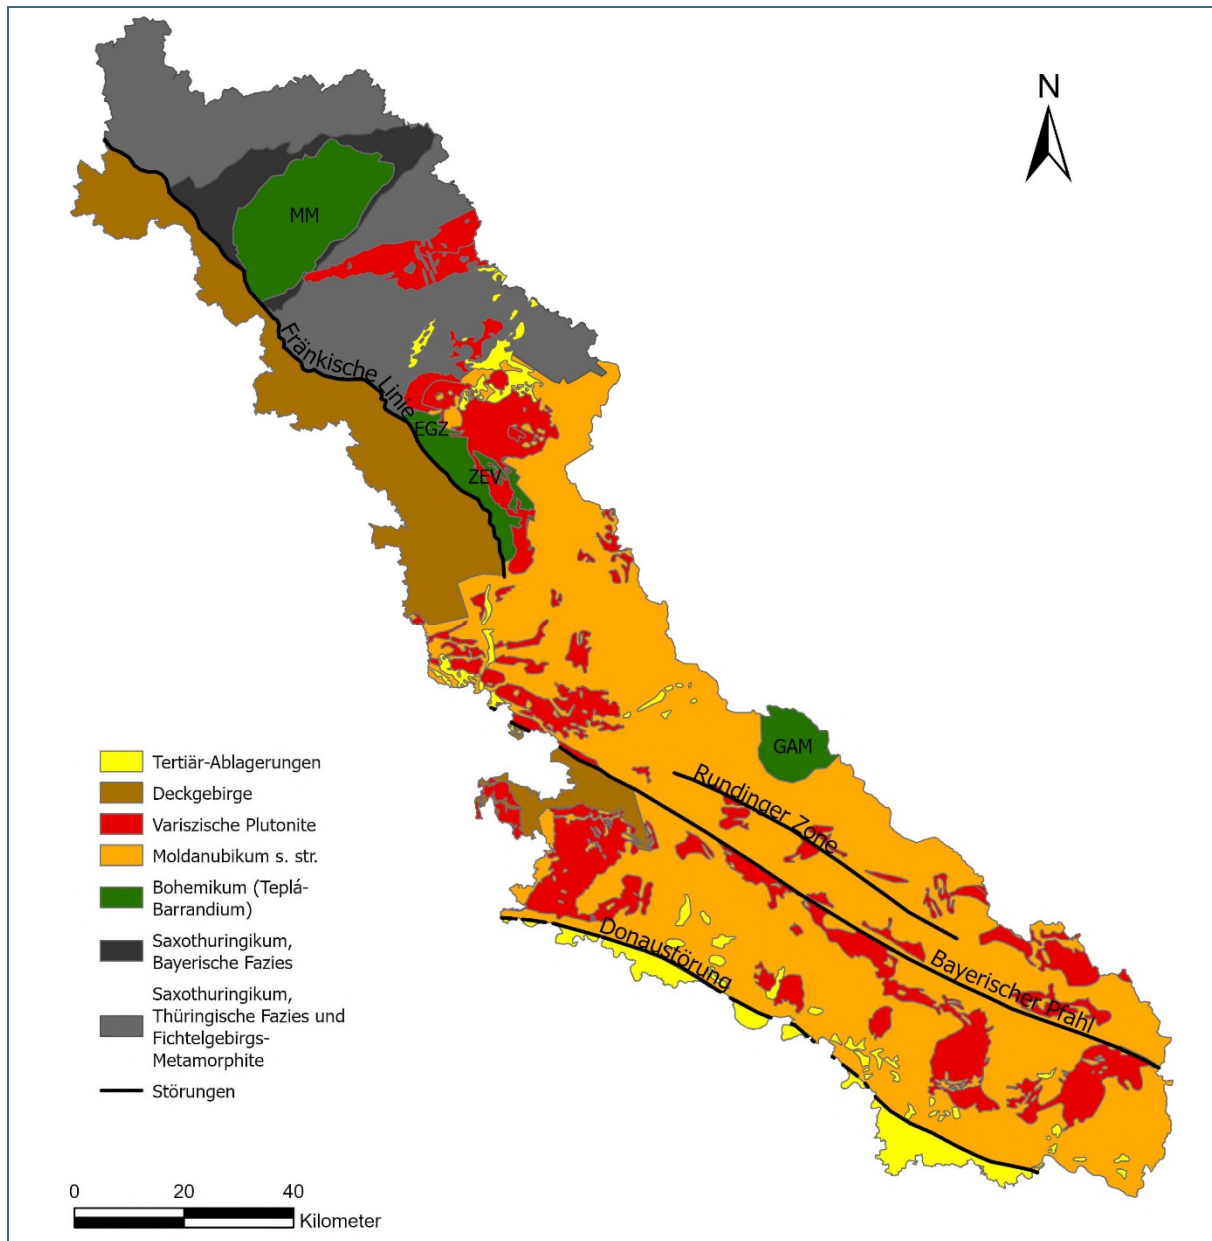 N
MM
Fränkische Linie
EGZ
ZEV
GAM
Rundinger Zone
Donaustörung
Bayerischer Pfahl
Tertiär-Ablagerungen
Deckgebirge
Variszische Plutonite
Moldanubikum s. str.
Bohemikum (Teplá-
Barrandium)
Saxothuringikum,
Bayerische Fazies
Saxothuringikum,
Thüringische Fazies und
Fichtelgebirgs-
Metamorphite
Störungen
0 20 40
Kilometer